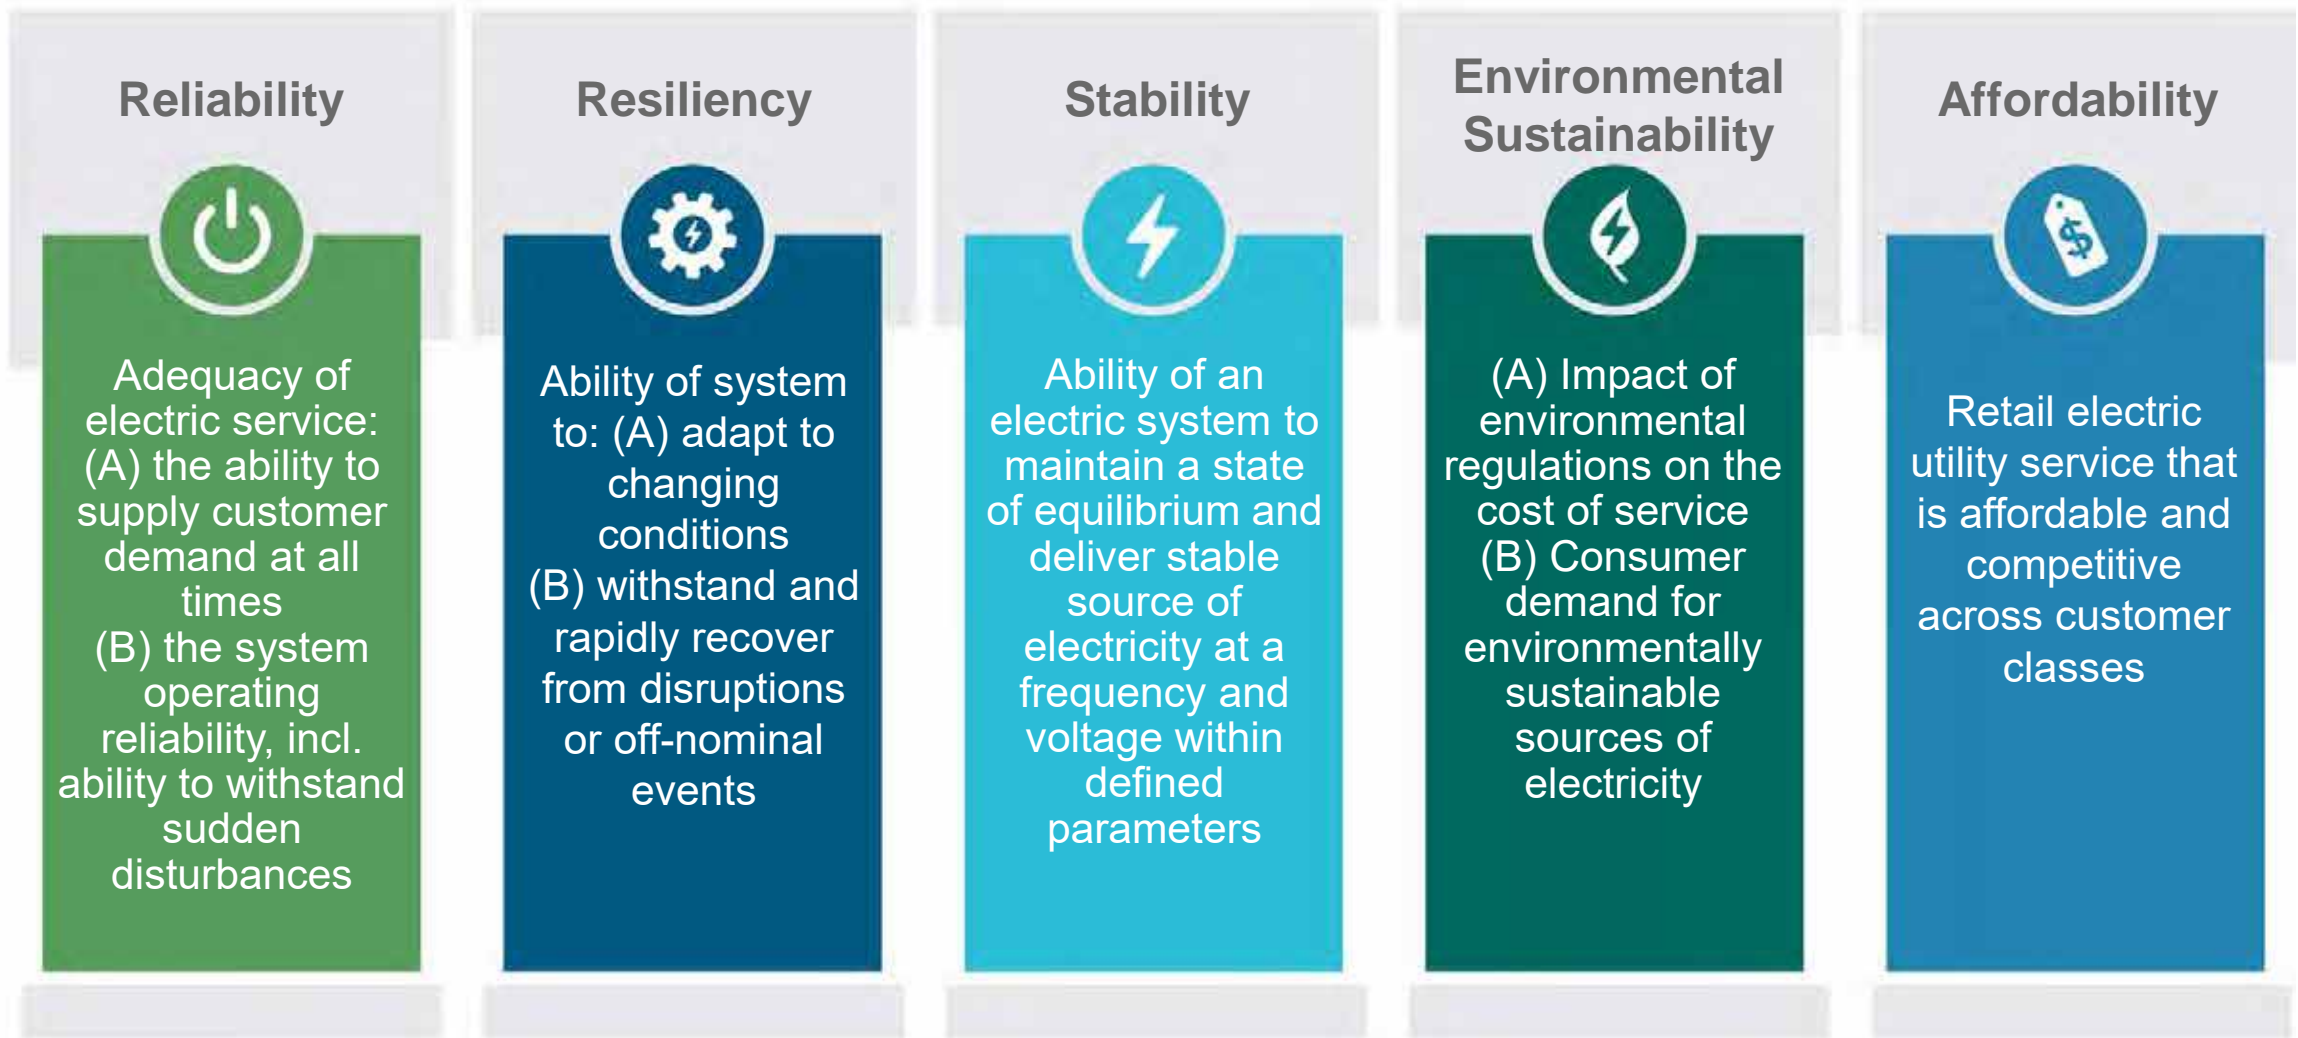 Reliability
Adequacy of
electric service:
(A) the ability to
supply customer
demand at all
times
(B) the system
operating
reliability, incl.
ability to withstand
sudden
disturbances
Resiliency
Ability of system
to: (A) adapt to
changing
conditions
(B) withstand and
rapidly recover
from disruptions
or off-nominal
events
Stability
Ability of an
electric system to
maintain a state
of equilibrium and
deliver stable
source of
electricity at a
frequency and
voltage within
defined
parameters
Environmental
Sustainability
(A) Impact of
environmental
regulations on the
cost of service
(B) Consumer
demand for
environmentally
sustainable
sources of
electricity
Affordability
$
Retail electric
utility service that
is affordable and
competitive
across customer
classes